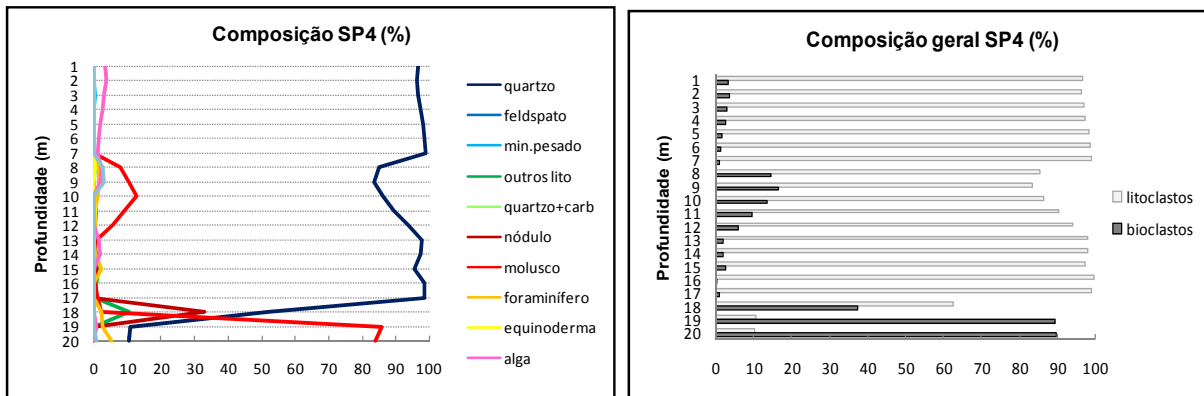 Composição SP4 (%)
Profundidade (m)
1
2
3
4
5
6
7
8
9
10
11
12
13
14
15
16
17
18
19
20
0 10 20 30 40 50 60 70 80 90 100
quartzo
feldspato
min.pesado
outros lito
quartzo+carb
nódulo
molusco
foraminífero
equinoderma
alga
Composição geral SP4 (%)
Profundidade (m)
1
2
3
4
5
6
7
8
9
10
11
12
13
14
15
16
17
18
19
20
0 10 20 30 40 50 60 70 80 90 100
litoclastos
bioclastos